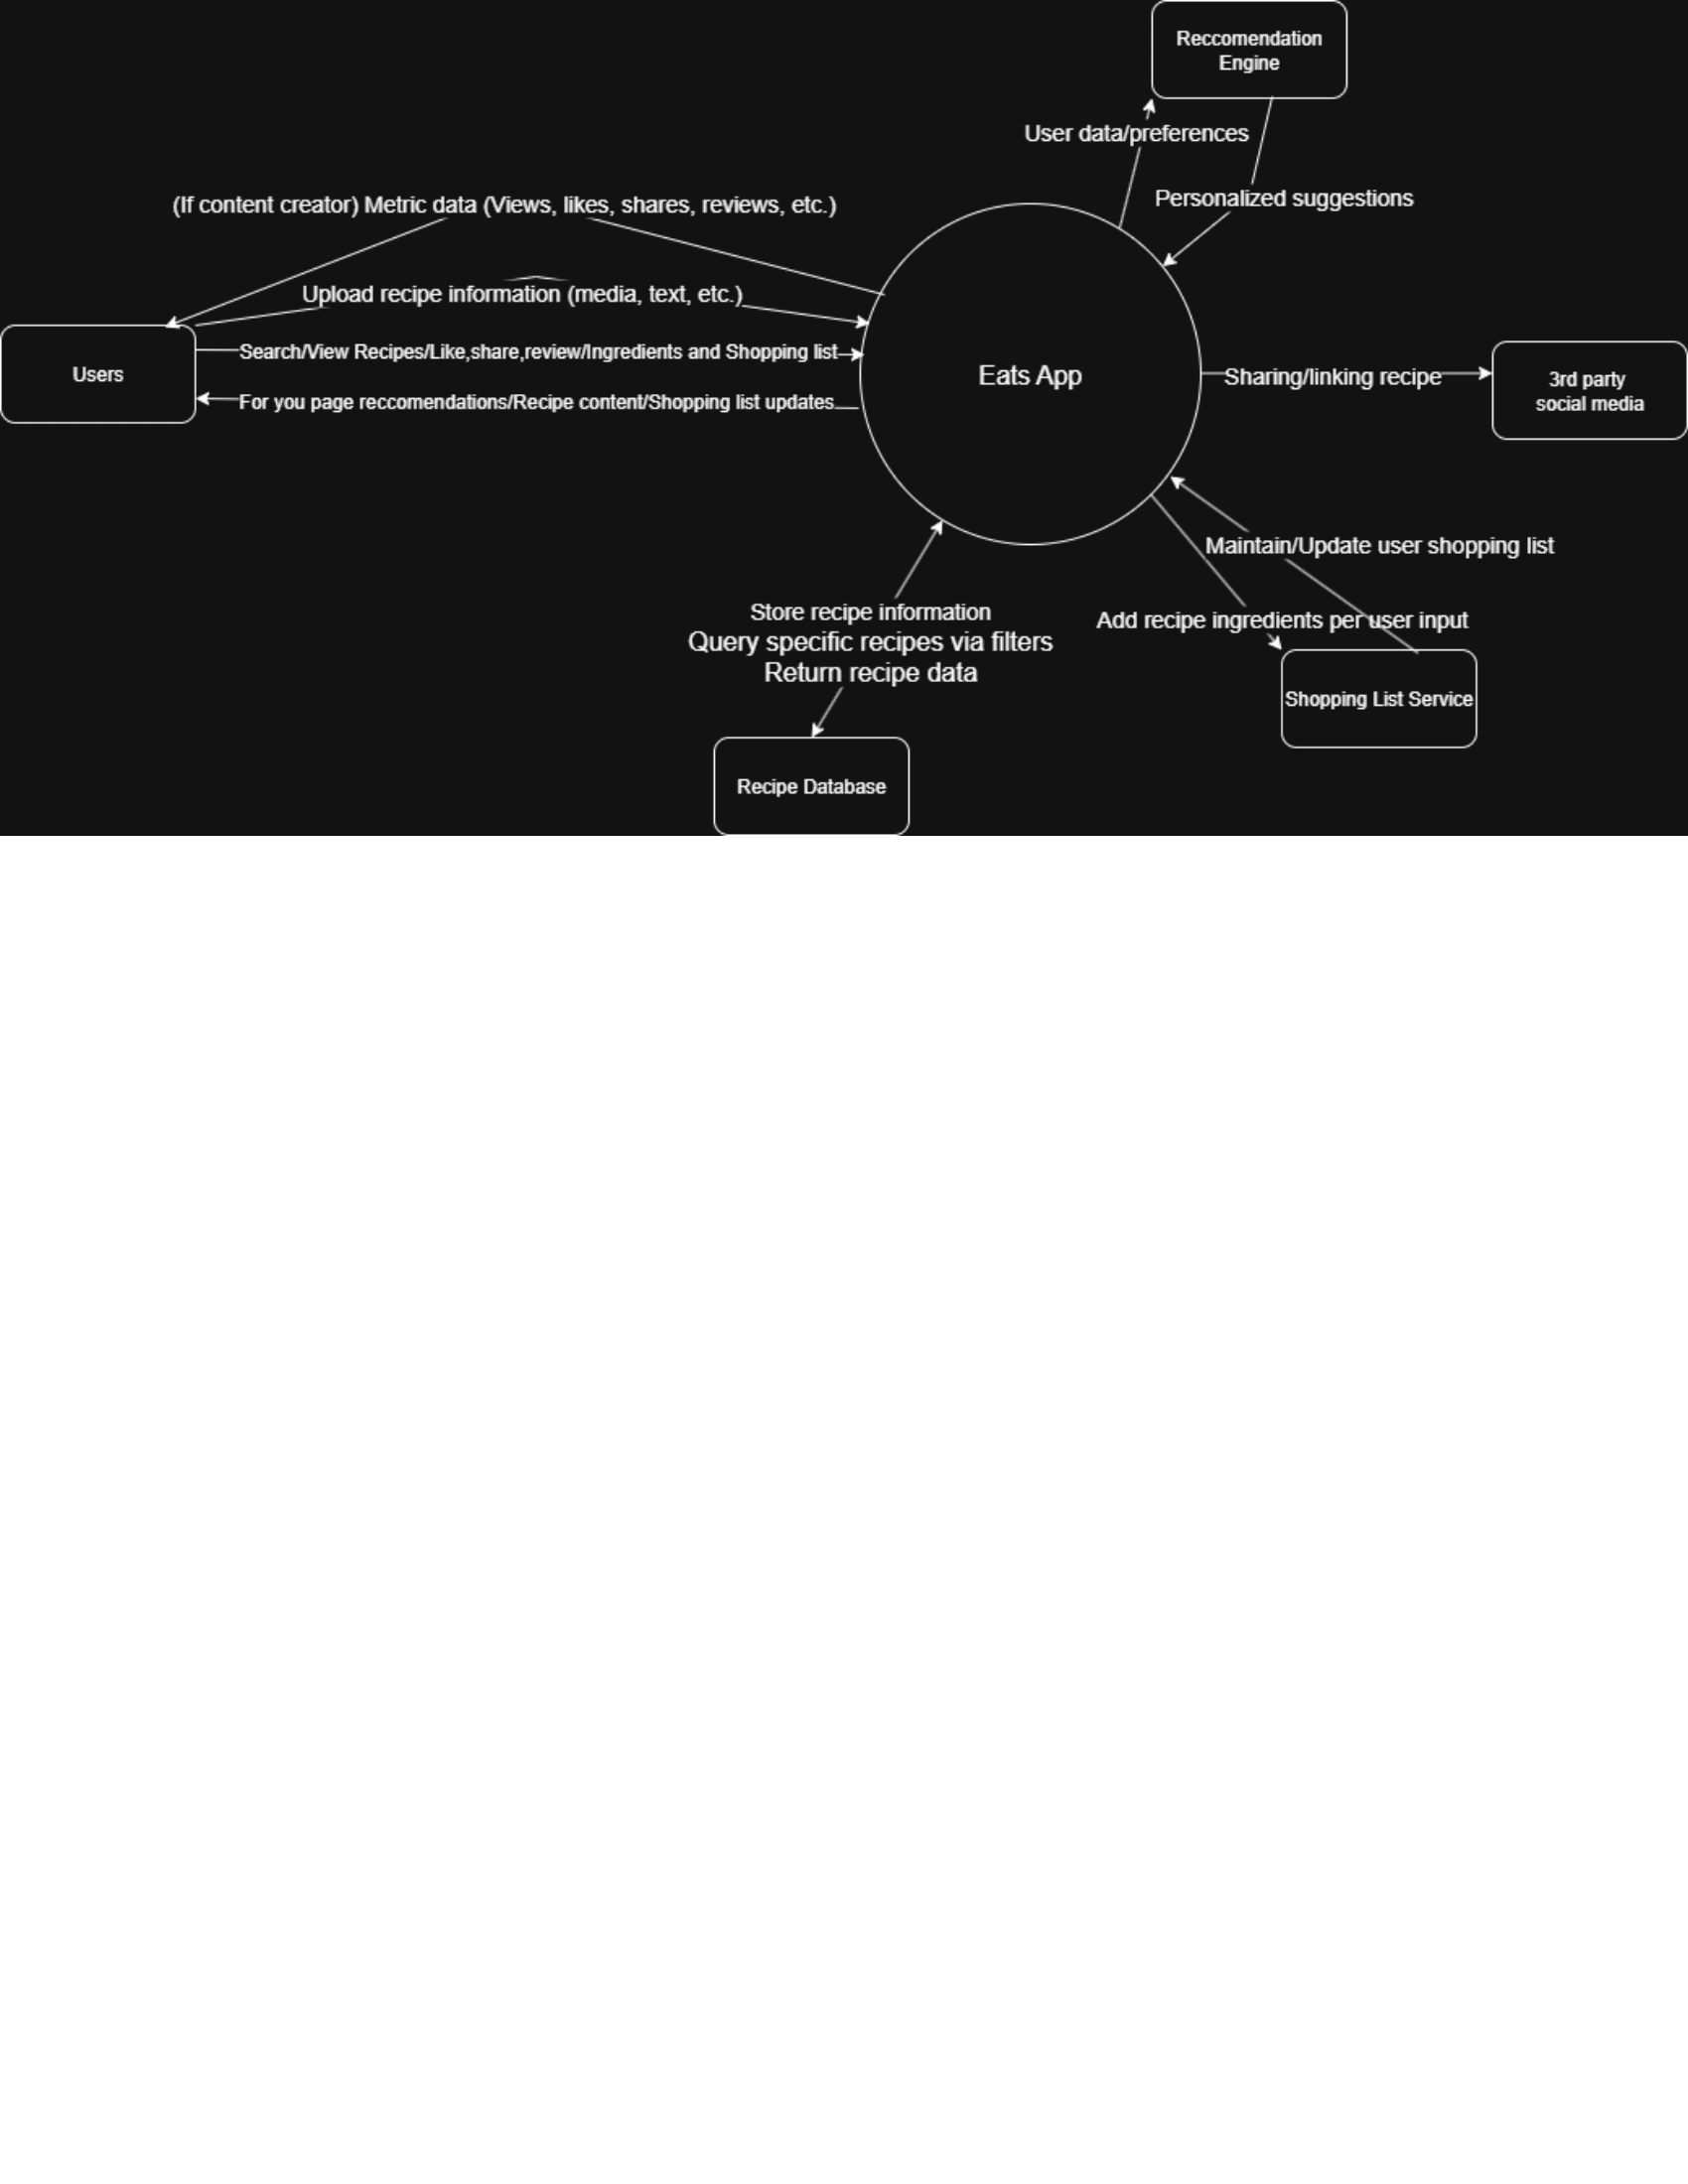 Reccomendation
Engine
User data/preferences
Personalized suggestions
(If content creator) Metric data (Views, likes, shares, reviews, etc.)
Upload recipe information (media, text, etc.)
Search/View Recipes/Like,share,review/Ingredients and Shopping list
Users
For you page reccomendations/Recipe content/Shopping list updates
Eats App
Sharing/linking recipe
3rd party
social media
Maintain/Update user shopping list
Add recipe ingredients per user input
Store recipe information
Query specific recipes via filters
Return recipe data
Shopping List Service
Recipe Database